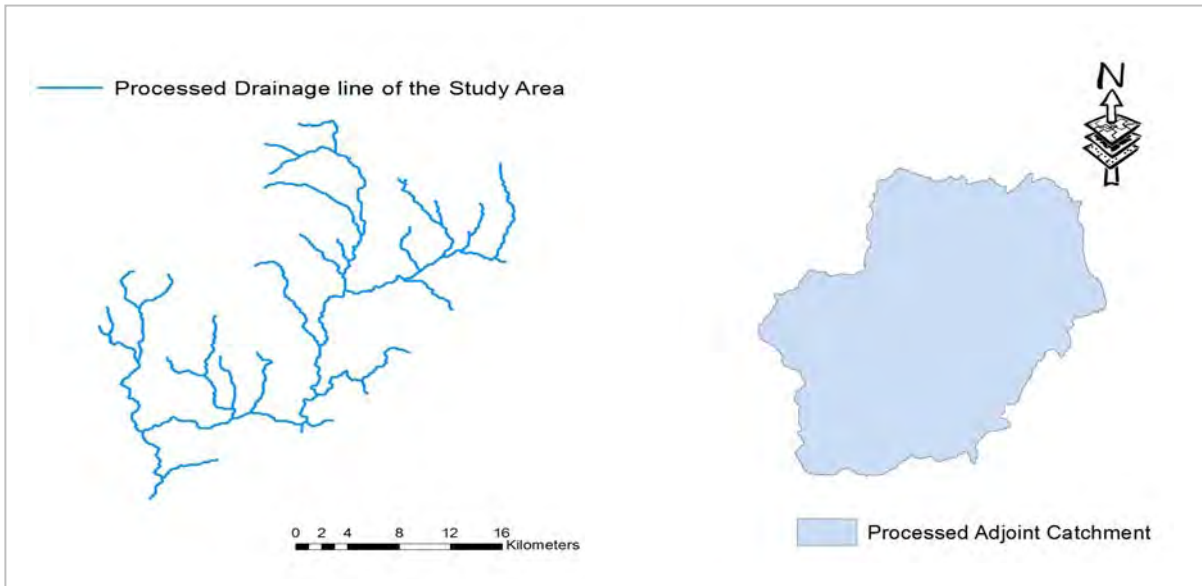 Processed Drainage line of the Study Area
N
0 2 4 8 12 16
Kilometers
Processed Adjoint Catchment